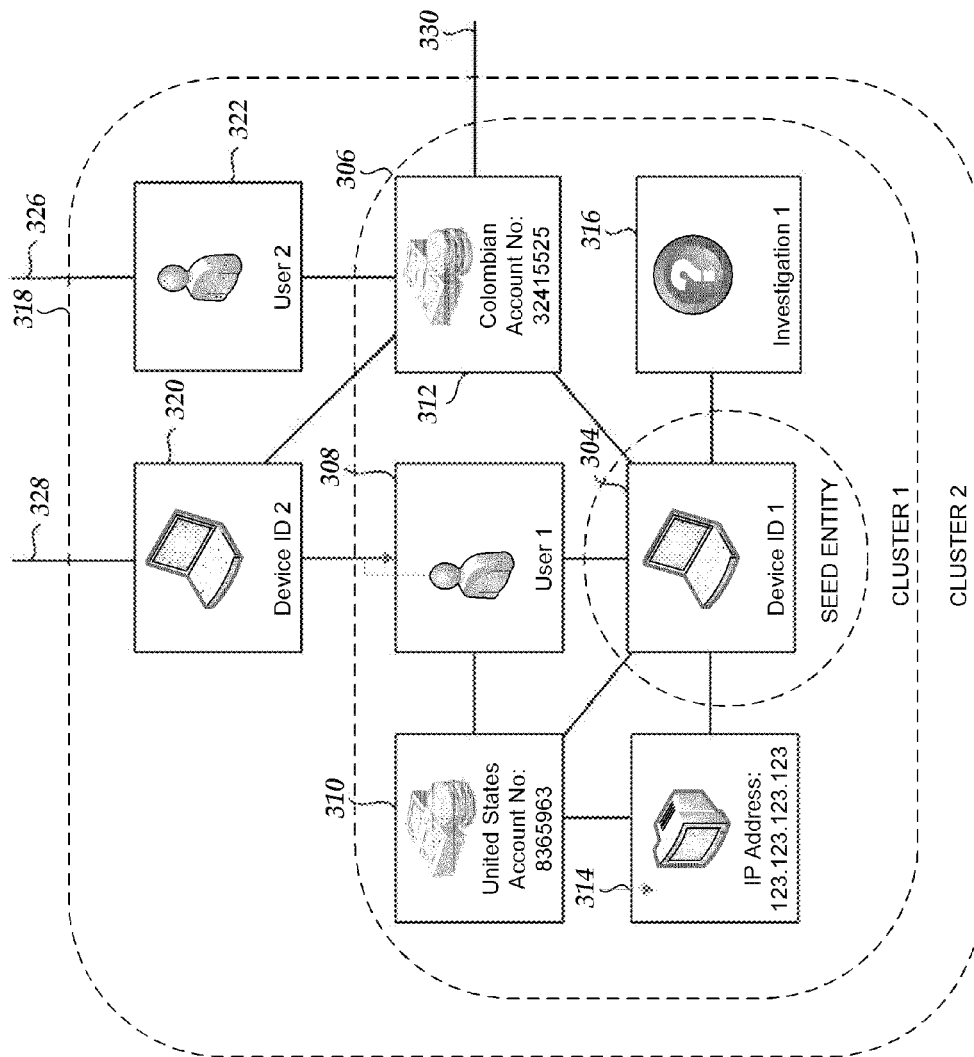 318
326
328
322
User 2
320
Device ID 2
330
306
Colombian
Account No:
32415525
312
308
User 1
310
United States
Account No:
8365963
316
Investigation 1
304
Device ID 1
314
IP Address:
123.123.123.123
SEED ENTITY
CLUSTER 1
CLUSTER 2